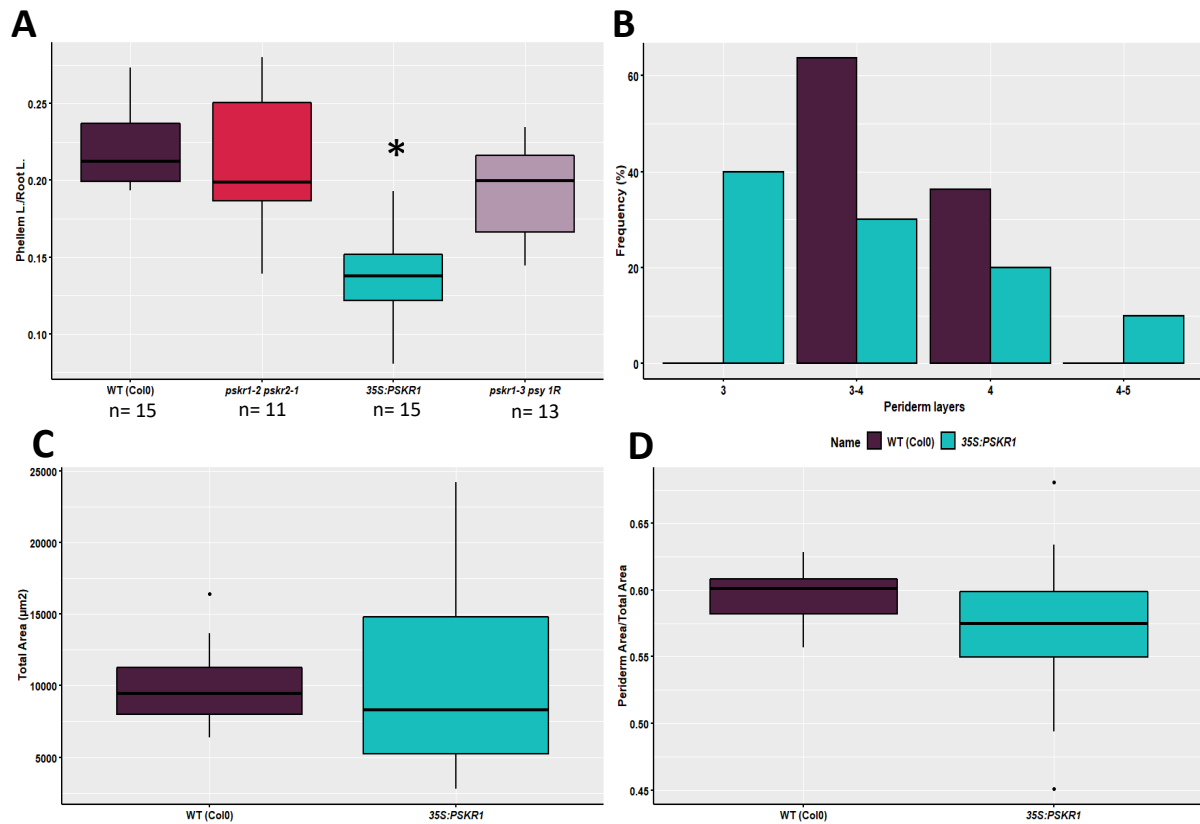 A
B
Phellem L./Root L.
0.25
0.20
0.15
0.10
*
WT (Col0)
pskr1-2 pskr2-1
35S:PSKR1
pskr1-3 psy 1R
n= 15
n= 11
n= 15
n= 13
Frequency (%)
60
40
20
0
3
3-4
4
4-5
Periderm layers
Name
WT (Col0)
35S:PSKR1
C
D
Total Area (µm2)
25000
20000
15000
10000
5000
WT (Col0)
35S:PSKR1
Periderm Area/Total Area
0.65
0.60
0.55
0.50
0.45
WT (Col0)
35S:PSKR1